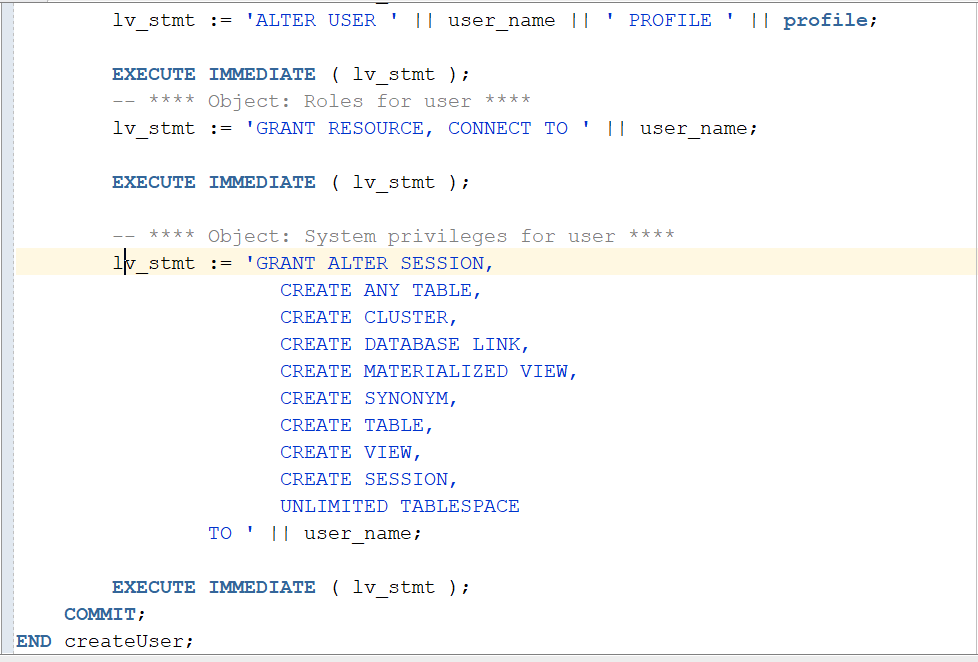 lv_stmt := 'ALTER USER ' || user_name || ' PROFILE ' || profile;
EXECUTE IMMEDIATE ( lv_stmt );
-- **** Object: Roles for user ****
lv_stmt := 'GRANT RESOURCE, CONNECT TO ' || user_name;
EXECUTE IMMEDIATE ( lv_stmt );
-- **** Object: System privileges for user ****
lv_stmt := 'GRANT ALTER SESSION,
CREATE ANY TABLE,
CREATE CLUSTER,
CREATE DATABASE LINK,
CREATE MATERIALIZED VIEW,
CREATE SYNONYM,
CREATE TABLE,
CREATE VIEW,
CREATE SESSION,
UNLIMITED TABLESPACE
TO ' || user_name;
EXECUTE IMMEDIATE ( lv_stmt );
COMMIT;
END createUser;